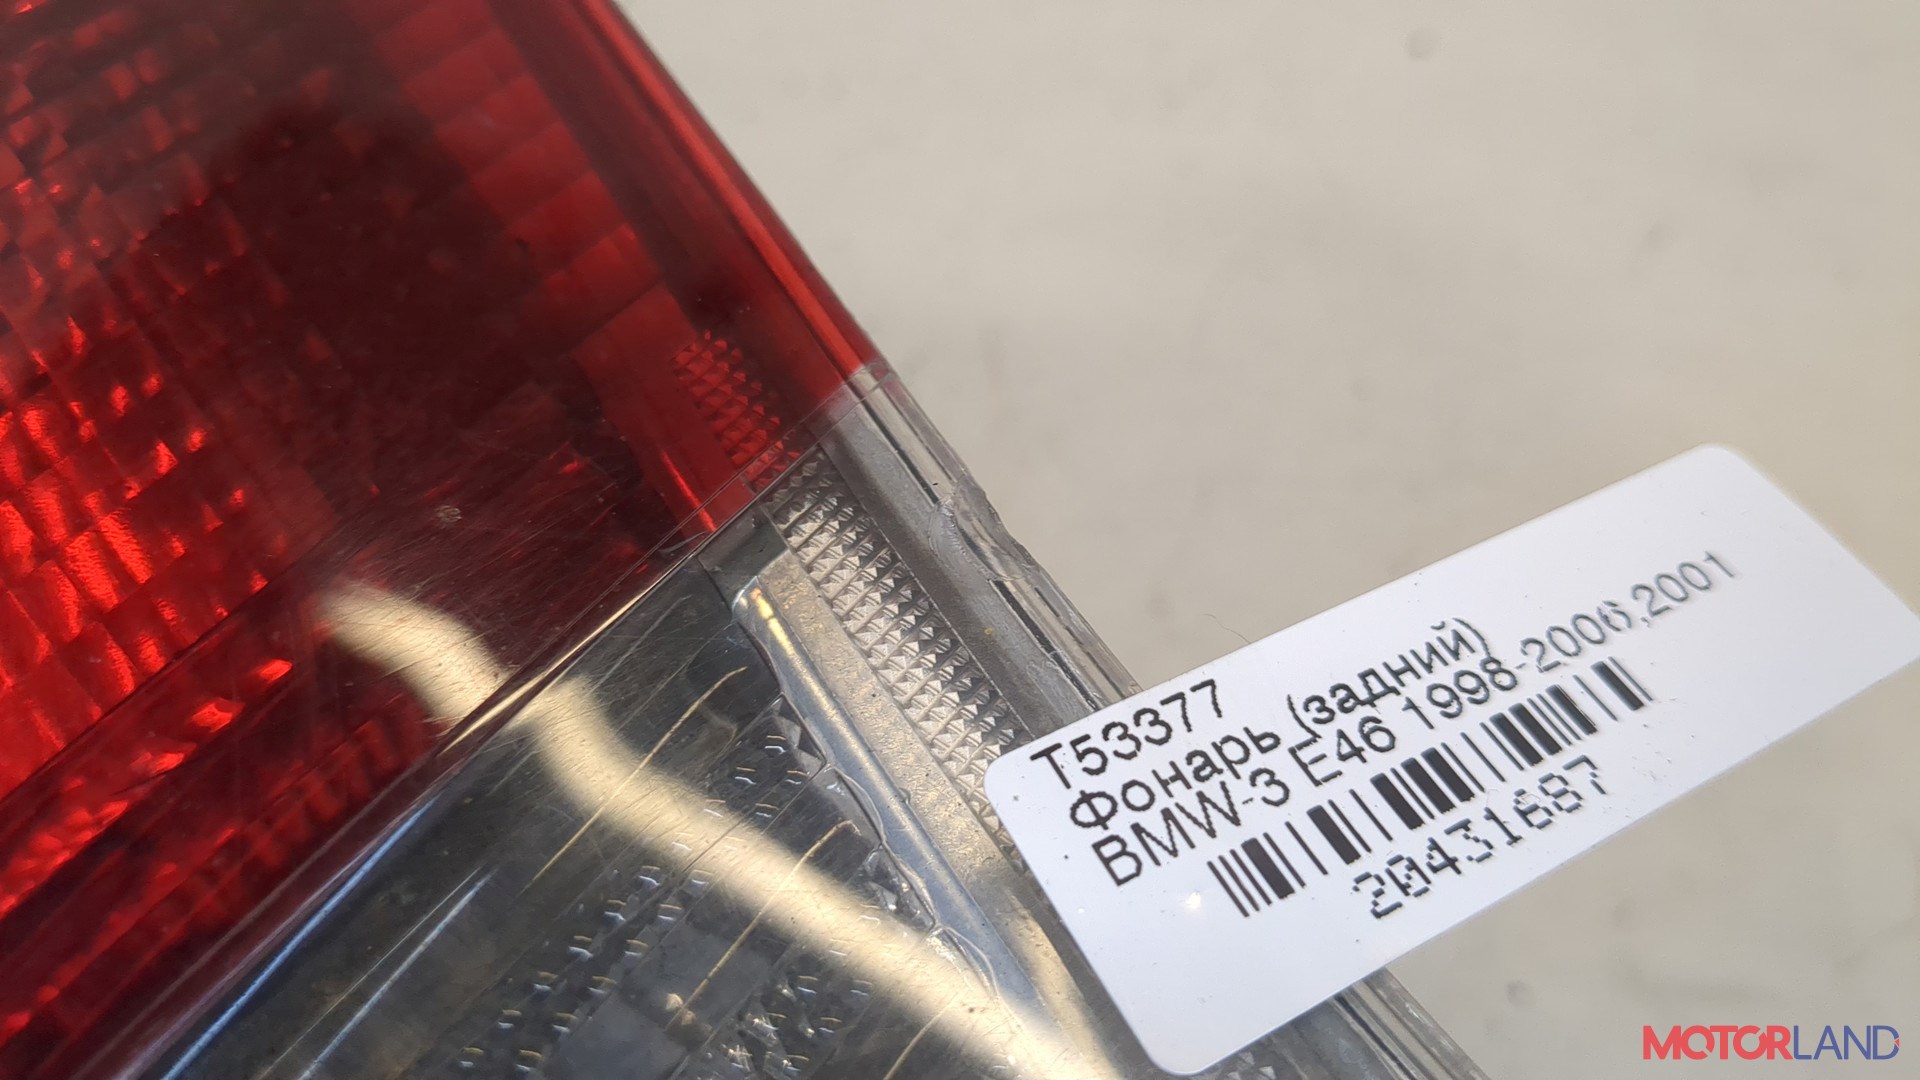 T53377
Фонарь (задний)
BMW-3 E46 1998-2006,2001
20431687
MOTORLAND